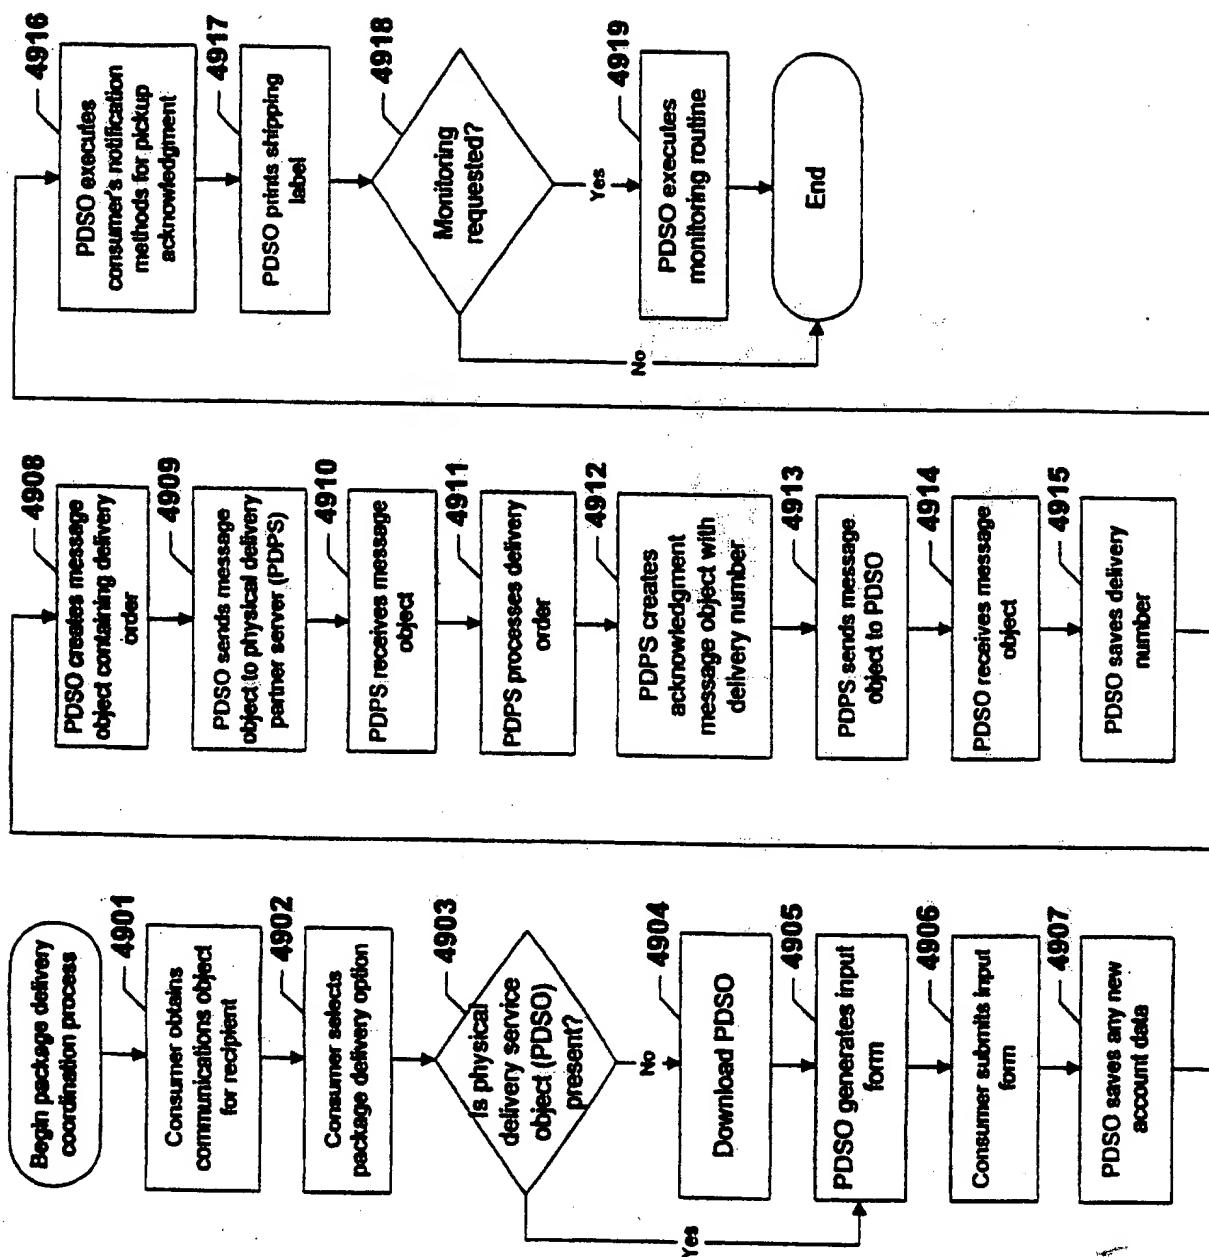 Begin package delivery
coordination process
4901
Consumer obtains
communications object
for recipient
4902
Consumer selects
package delivery option
4903
Is physical
delivery service
object (PDSO)
present?
No
Yes
4904
Download PDSO
4905
PDSO generates input
form
4906
Consumer submits input
form
4907
PDSO saves any new
account data
4908
PDSO creates message
object containing delivery
order
4909
PDSO sends message
object to physical delivery
partner server (PDPS)
4910
PDPS receives message
object
4911
PDPS processes delivery
order
4912
PDPS creates
acknowledgment
message object with
delivery number
4913
PDPS sends message
object to PDSO
4914
PDSO receives message
object
4915
PDSO saves delivery
number
4916
PDSO executes
consumer's notification
methods for pickup
acknowledgment
4917
PDSO prints shipping
label
4918
Monitoring
requested?
Yes
No
4919
PDSO executes
monitoring routine
End